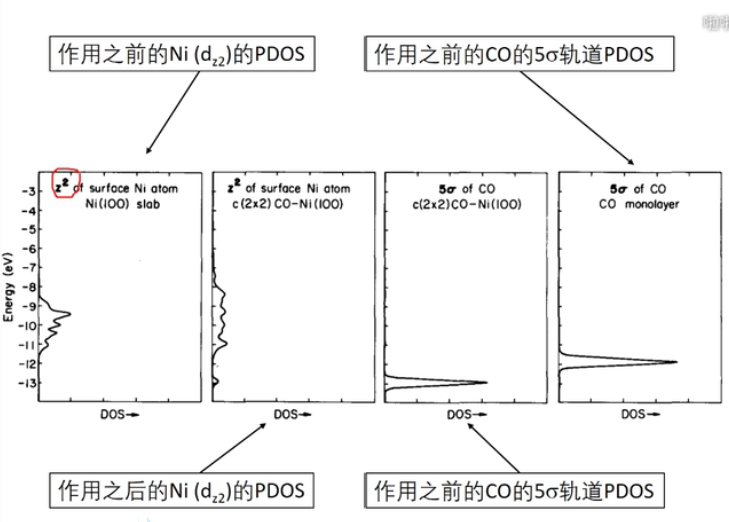 作用之前的Ni (dz2)的PDOS
作用之前的CO的5σ轨道PDOS
z² of surface Ni atom
Ni(100) slab
z² of surface Ni atom
c(2x2)CO-Ni(100)
5σ of CO
c(2x2)CO-Ni(100)
5σ of CO
CO monolayer
Energy (eV)
-3
-4
-5
-6
-7
-8
-9
-10
-11
-12
-13
DOS→
DOS→
DOS→
DOS→
作用之后的Ni (dz2)的PDOS
作用之前的CO的5σ轨道PDOS